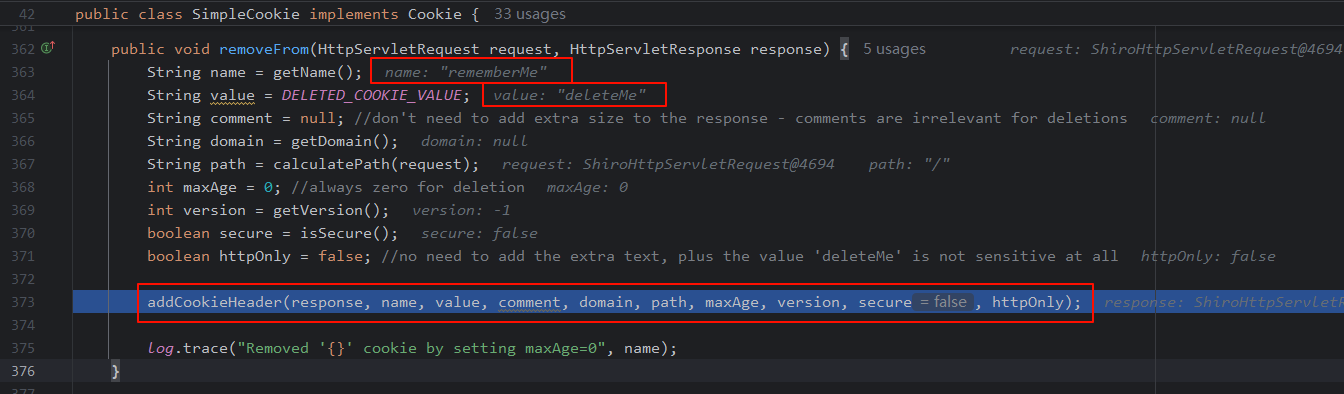 42 public class SimpleCookie implements Cookie { 33 usages
361
362 public void removeFrom(HttpServletRequest request, HttpServletResponse response) { 5 usages request: ShiroHttpServletRequest@4694
363 String name = getName(); name: "rememberMe"
364 String value = DELETED_COOKIE_VALUE; value: "deleteMe"
365 String comment = null; //don't need to add extra size to the response - comments are irrelevant for deletions comment: null
366 String domain = getDomain(); domain: null
367 String path = calculatePath(request); request: ShiroHttpServletRequest@4694 path: "/"
368 int maxAge = 0; //always zero for deletion maxAge: 0
369 int version = getVersion(); version: -1
370 boolean secure = isSecure(); secure: false
371 boolean httpOnly = false; //no need to add the extra text, plus the value 'deleteMe' is not sensitive at all httpOnly: false
372
373 addCookieHeader(response, name, value, comment, domain, path, maxAge, version, secure = false , httpOnly); response: ShiroHttpServletR
374
375 log.trace("Removed '{}' cookie by setting maxAge=0", name);
376 }
377